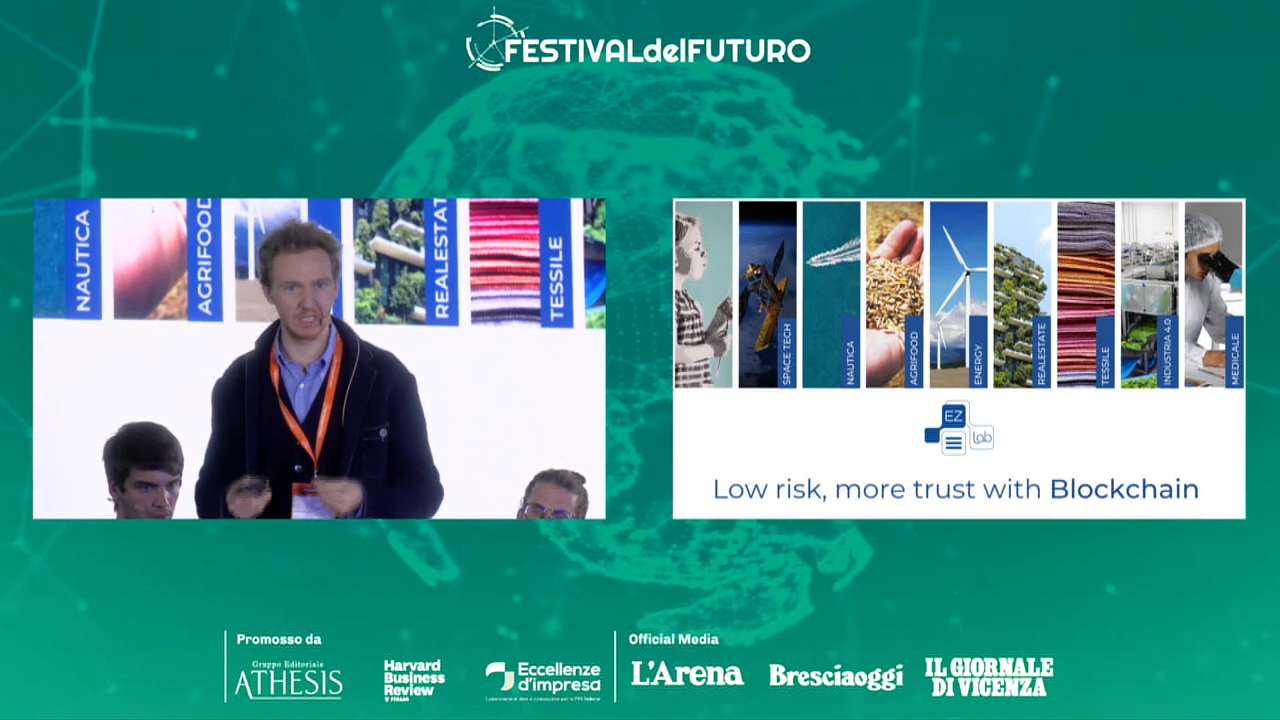 FESTIVALdelFUTURO
NAUTICA
AGRIFOOD
REALESTAT
TESSILE
SPACE TECH
NAUTICA
AGRIFOOD
ENERGY
REALESTATE
TESSILE
INDUSTRIA 4.0
MEDICALE
EZ
Lab
Low risk, more trust with Blockchain
Promosso da
Gruppo Editoriale
ATHESIS
Harvard
Business
Review
ITALIA
Eccellenze
d'impresa
Official Media
L'Arena
Bresciaoggi
IL GIORNALE
DI VICENZA